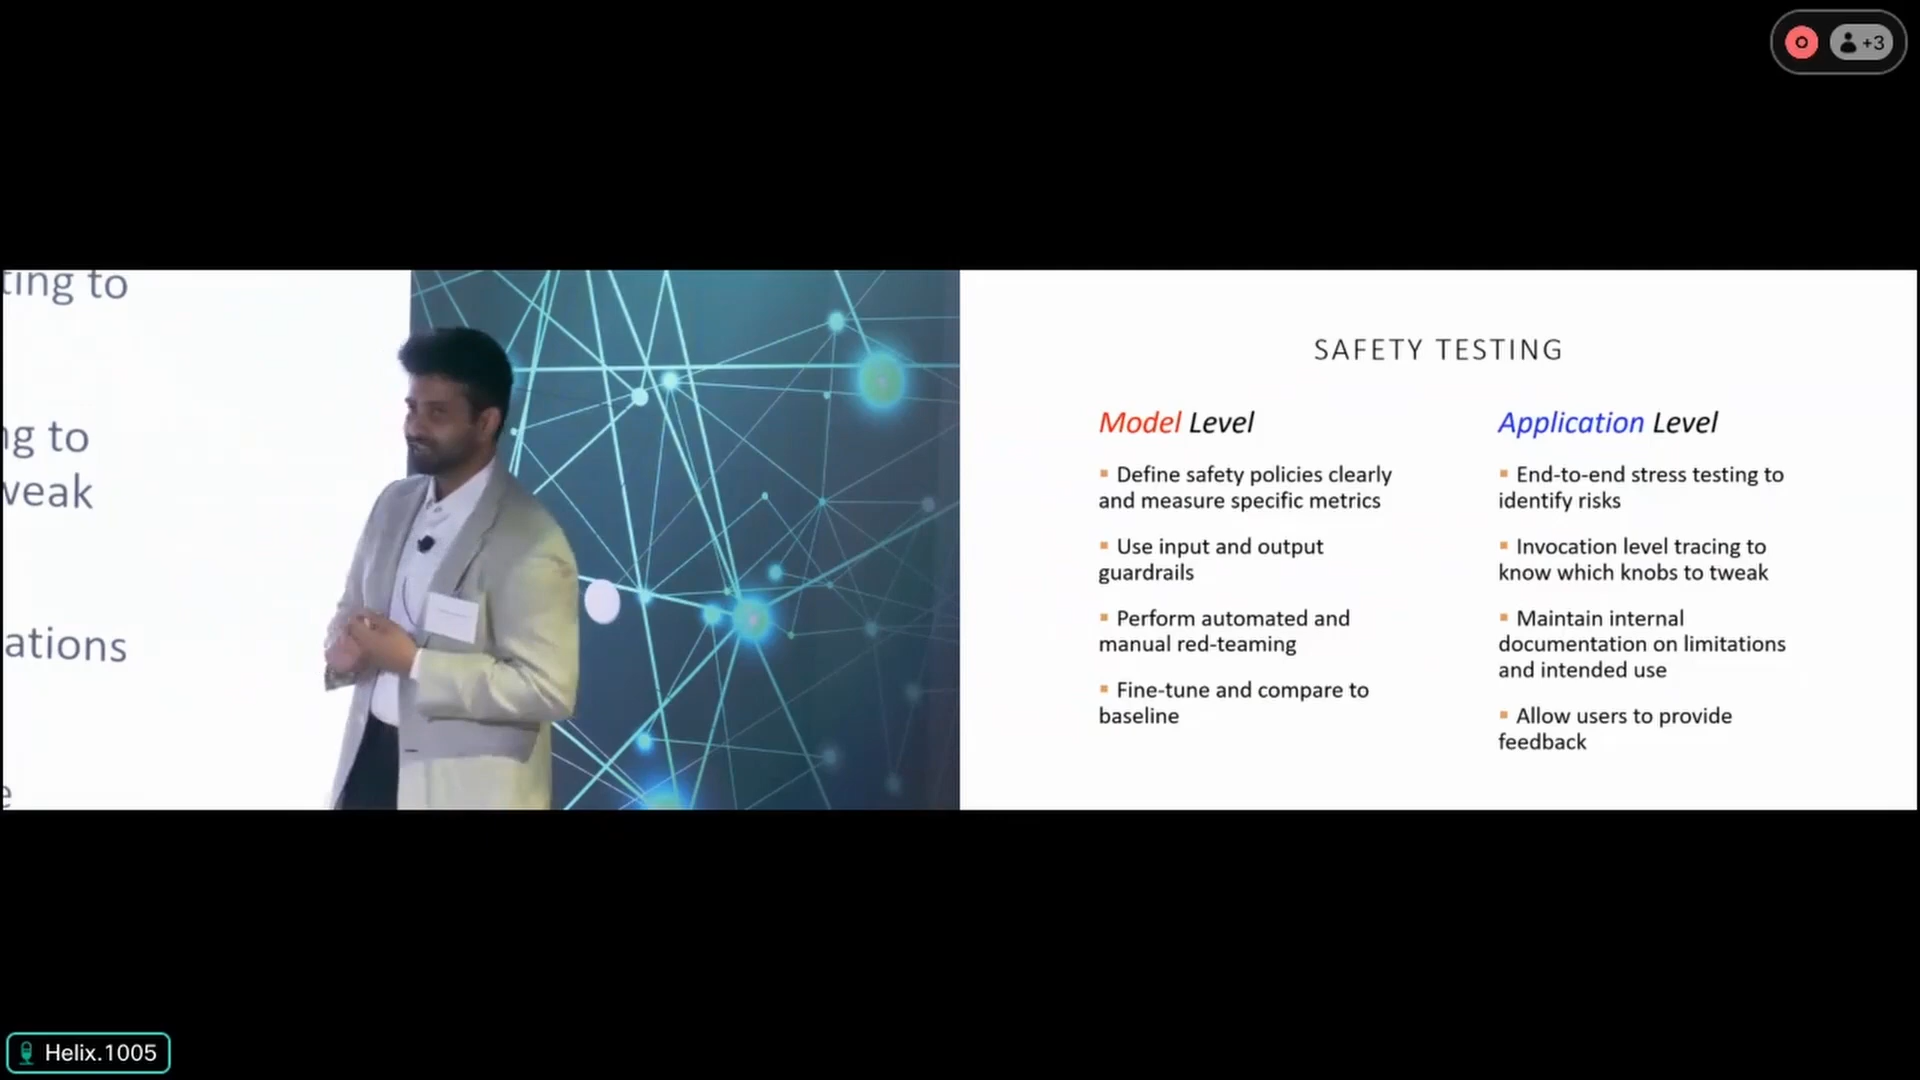 +3
ting to
ng to
weak
ations
e
SAFETY TESTING
Model Level
▪ Define safety policies clearly
and measure specific metrics
▪ Use input and output
guardrails
▪ Perform automated and
manual red-teaming
▪ Fine-tune and compare to
baseline
Application Level
▪ End-to-end stress testing to
identify risks
▪ Invocation level tracing to
know which knobs to tweak
▪ Maintain internal
documentation on limitations
and intended use
▪ Allow users to provide
feedback
Helix.1005